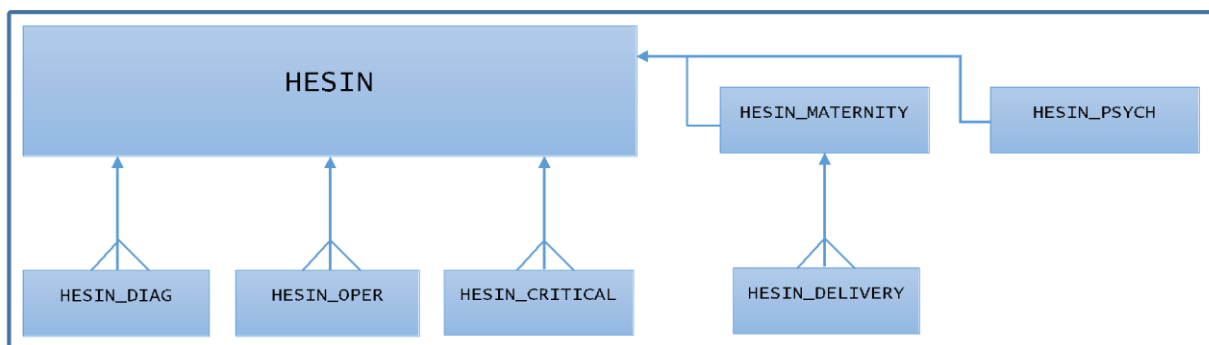 HESIN
HESIN_MATERNITY
HESIN_PSYCH
HESIN_DIAG
HESIN_OPER
HESIN_CRITICAL
HESIN_DELIVERY